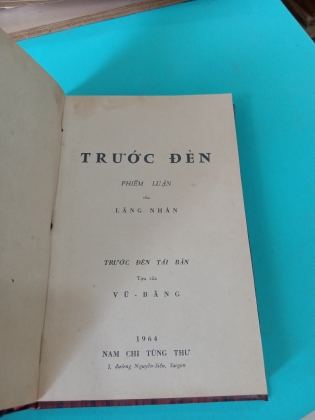 TRƯỚC ĐÈN
PHIẾM LUẬN
của
LÃNG NHÂN
TRƯỚC ĐÈN TÁI BẢN
Tựa của
VŨ - BẰNG
1964
NAM CHI TÙNG THƯ
1, đường Nguyễn-Siêu, Saigon